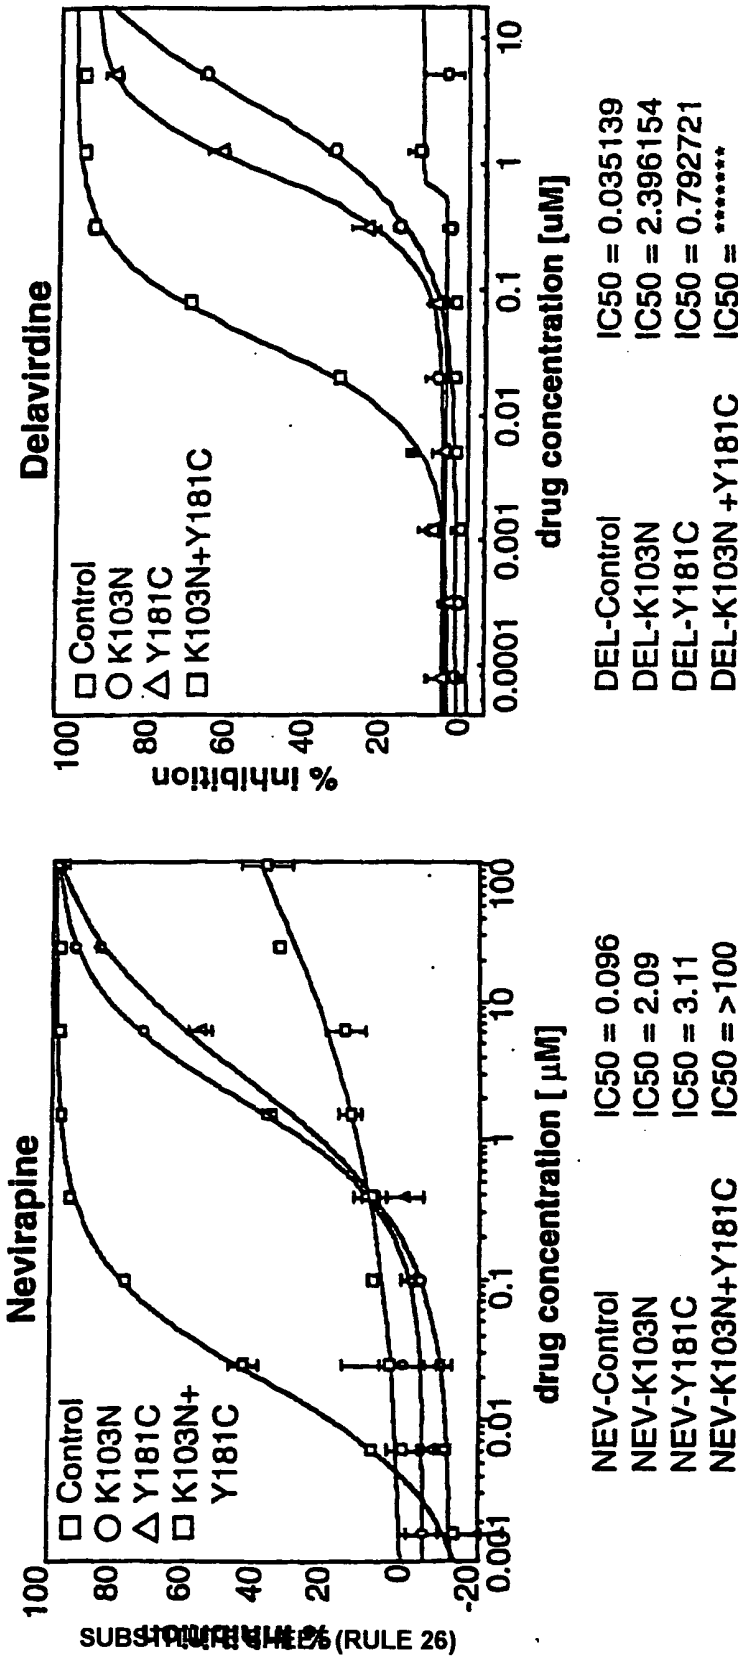 Nevirapine
% inhibition
100
80
60
40
20
0
-20
□ Control
○ K103N
△ Y181C
□ K103N+
Y181C
0.001
0.01
0.1
1
10
100
drug concentration [ µM]
NEV-Control IC50 = 0.096
NEV-K103N IC50 = 2.09
NEV-Y181C IC50 = 3.11
NEV-K103N+Y181C IC50 = >100
Delavirdine
% inhibition
100
80
60
40
20
0
□ Control
○ K103N
△ Y181C
□ K103N+Y181C
0.0001
0.001
0.01
0.1
1
10
drug concentration [uM]
DEL-Control IC50 = 0.035139
DEL-K103N IC50 = 2.396154
DEL-Y181C IC50 = 0.792721
DEL-K103N +Y181C IC50 = *******
SUBSTITUTE SHEET (RULE 26)